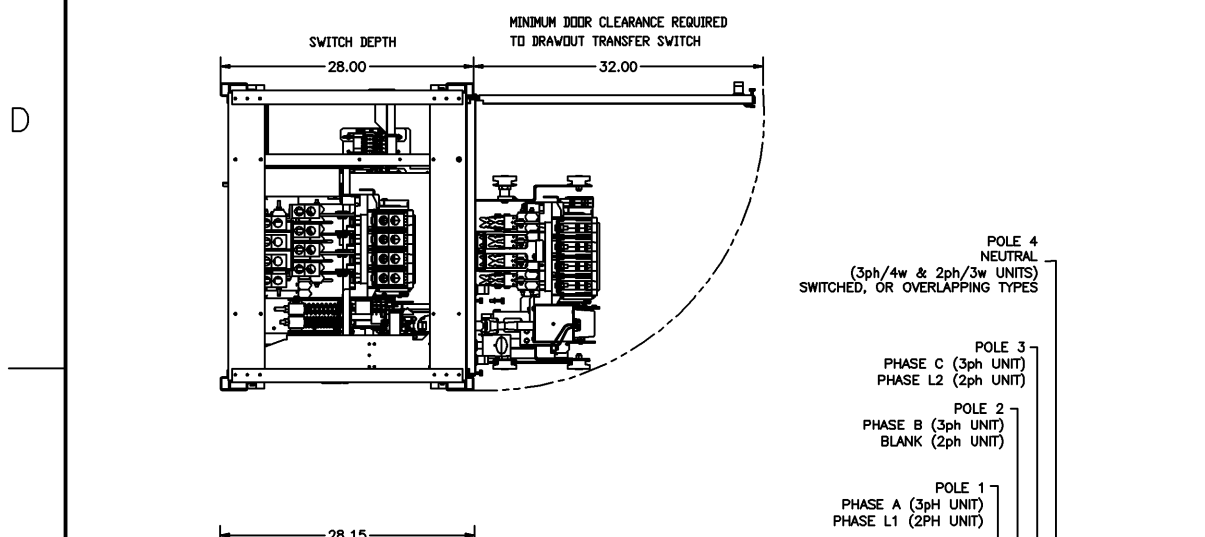 MINIMUM DOOR CLEARANCE REQUIRED
TO DRAWOUT TRANSFER SWITCH
SWITCH DEPTH
28.00
32.00
D
POLE 4
NEUTRAL
(3ph/4w & 2ph/3w UNITS)
SWITCHED, OR OVERLAPPING TYPES
POLE 3
PHASE C (3ph UNIT)
PHASE L2 (2ph UNIT)
POLE 2
PHASE B (3ph UNIT)
BLANK (2ph UNIT)
POLE 1
PHASE A (3pH UNIT)
PHASE L1 (2PH UNIT)
28.15